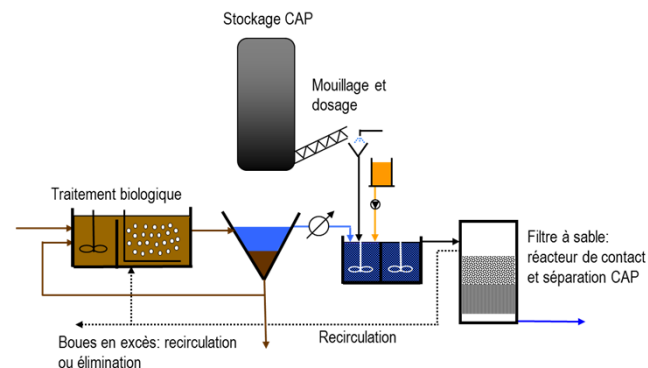 Stockage CAP
Mouillage et
dosage
Traitement biologique
Filtre à sable:
réacteur de contact
et séparation CAP
Recirculation
Boues en excès: recirculation
ou élimination